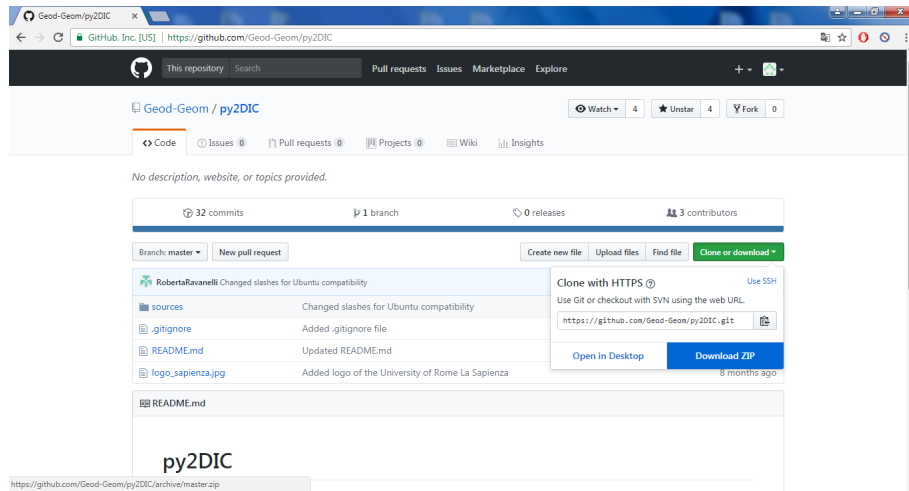 Geod-Geom/py2DIC
GitHub, Inc. [US] | https://github.com/Geod-Geom/py2DIC
This repository Search Pull requests Issues Marketplace Explore
Geod-Geom / py2DIC
Watch 4 Unstar 4 Fork 0
Code Issues 0 Pull requests 0 Projects 0 Wiki Insights
No description, website, or topics provided.
32 commits 1 branch 0 releases 3 contributors
Branch: master New pull request Create new file Upload files Find file Clone or download
RobertaRavanelli Changed slashes for Ubuntu compatibility
Clone with HTTPS Use SSH
Use Git or checkout with SVN using the web URL.
https://github.com/Geod-Geom/py2DIC.git
Open in Desktop Download ZIP
sources Changed slashes for Ubuntu compatibility
.gitignore Added .gitignore file
README.md Updated README.md
logo_sapienza.jpg Added logo of the University of Rome La Sapienza 8 months ago
README.md
py2DIC
https://github.com/Geod-Geom/py2DIC/archive/master.zip